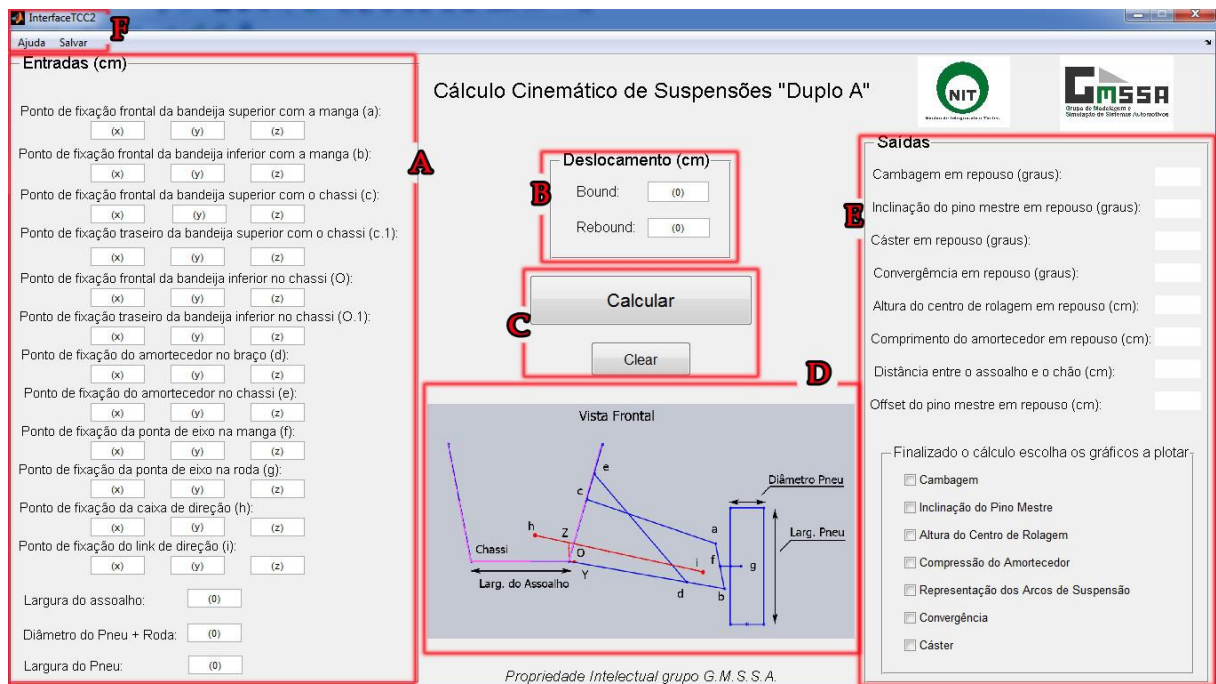 InterfaceTCC2
F
Ajuda Salvar
Entradas (cm)
Ponto de fixação frontal da bandeija superior com a manga (a):
(x) (y) (z)
Ponto de fixação frontal da bandeija inferior com a manga (b):
(x) (y) (z)
Ponto de fixação frontal da bandeija superior com o chassi (c):
(x) (y) (z)
Ponto de fixação traseiro da bandeija superior com o chassi (c.1):
(x) (y) (z)
Ponto de fixação frontal da bandeija inferior no chassi (O):
(x) (y) (z)
Ponto de fixação traseiro da bandeija inferior no chassi (O.1):
(x) (y) (z)
Ponto de fixação do amortecedor no braço (d):
(x) (y) (z)
Ponto de fixação do amortecedor no chassi (e):
(x) (y) (z)
Ponto de fixação da ponta de eixo na manga (f):
(x) (y) (z)
Ponto de fixação da ponta de eixo na roda (g):
(x) (y) (z)
Ponto de fixação da caixa de direção (h):
(x) (y) (z)
Ponto de fixação do link de direção (i):
(x) (y) (z)
Largura do assoalho: (0)
Diâmetro do Pneu + Roda: (0)
Largura do Pneu: (0)
A
Cálculo Cinemático de Suspensões "Duplo A"
NIT
GMSSA
Grupo de Modelagem e
Simulação de Sistemas Automotivos
B
Deslocamento (cm)
Bound: (0)
Rebound: (0)
C
Calcular
Clear
D
Vista Frontal
e
c
Diâmetro Pneu
h
Z
a
Larg. Pneu
Chassi
O
i
f
g
Larg. do Assoalho
Y
d
b
Propriedade Intelectual grupo G.M.S.S.A.
E
Saídas
Cambagem em repouso (graus):
Inclinação do pino mestre em repouso (graus):
Cáster em repouso (graus):
Convergêmcia em repouso (graus):
Altura do centro de rolagem em repouso (cm):
Comprimento do amortecedor em repouso (cm):
Distância entre o assoalho e o chão (cm):
Offset do pino mestre em repouso (cm):
Finalizado o cálculo escolha os gráficos a plotar
Cambagem
Inclinação do Pino Mestre
Altura do Centro de Rolagem
Compressão do Amortecedor
Representação dos Arcos de Suspensão
Convergência
Cáster